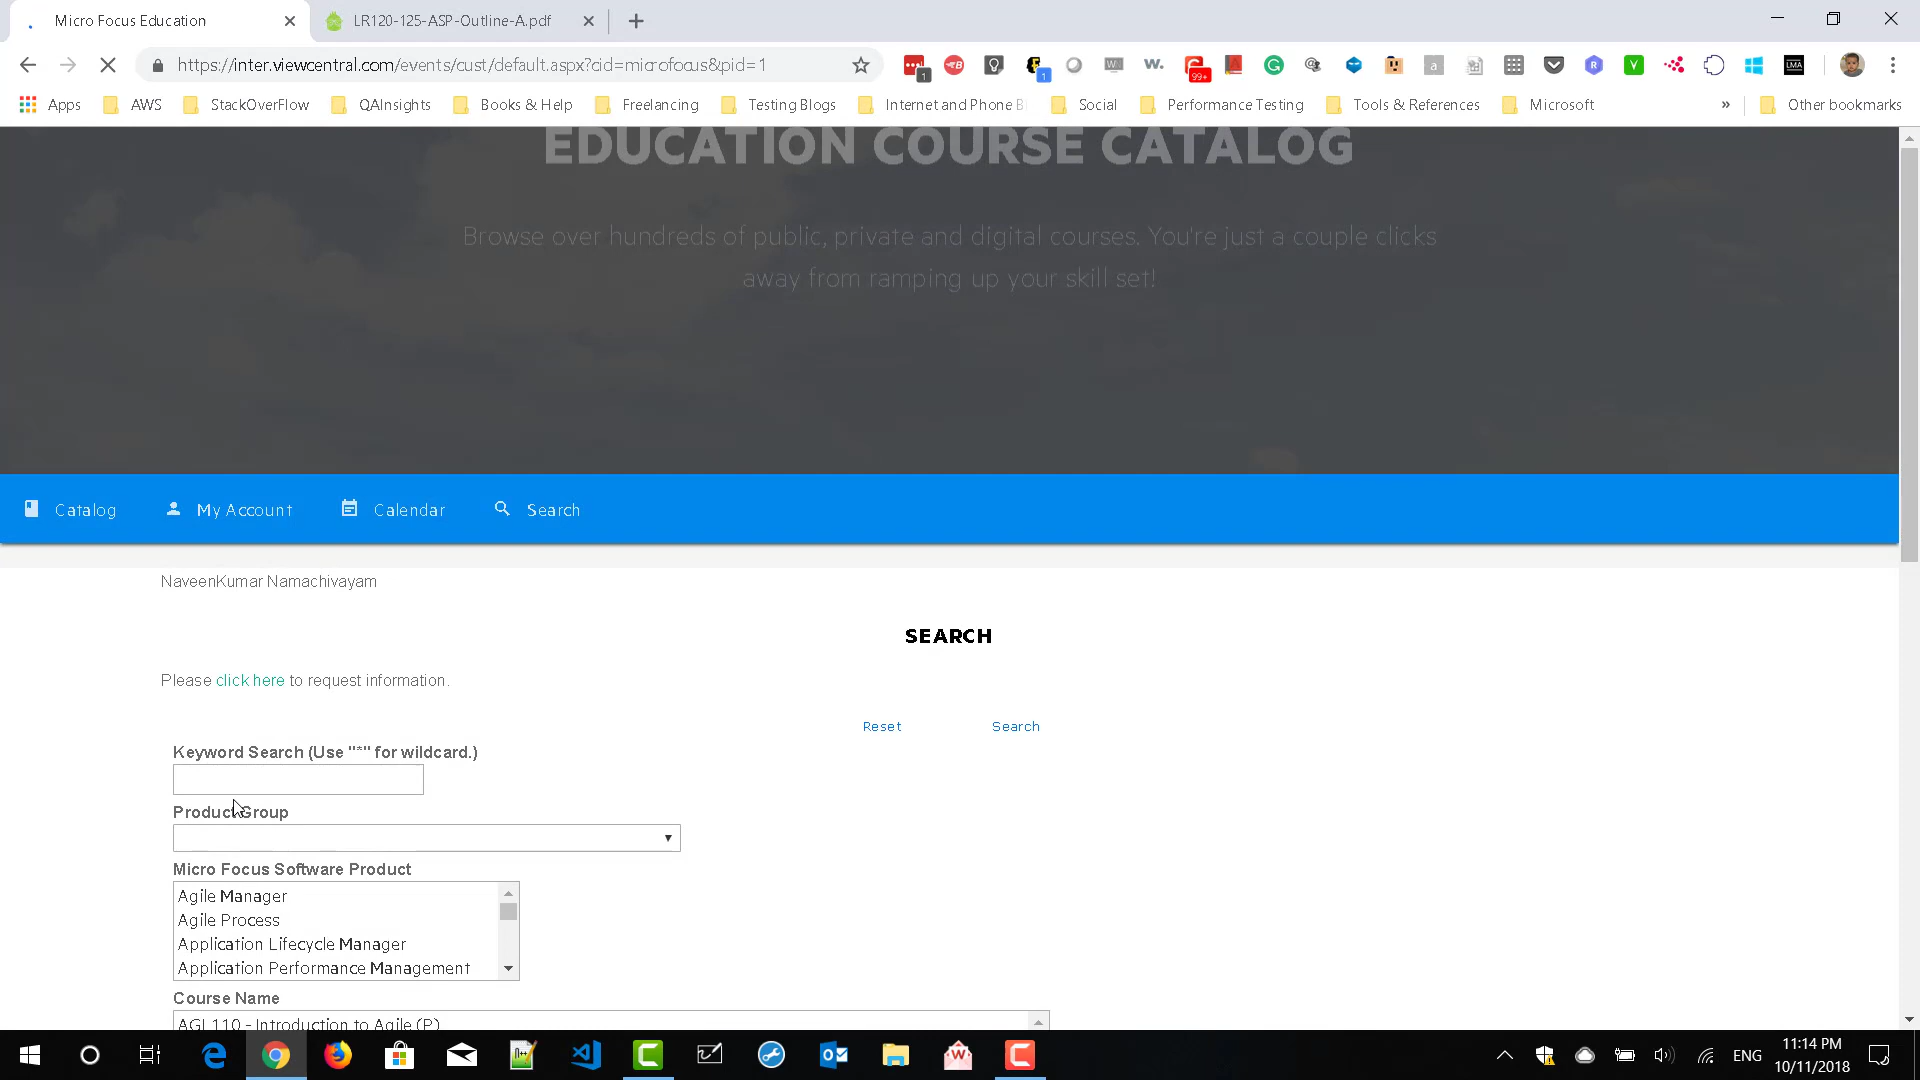 Micro Focus Education
LR120-125-ASP-Outline-A.pdf
https://inter.viewcentral.com/events/cust/default.aspx?cid=microfocus&pid=1
1
1
99+
LMA
Apps
AWS
StackOverFlow
QAInsights
Books & Help
Freelancing
Testing Blogs
Internet and Phone B
Social
Performance Testing
Tools & References
Microsoft
»
Other bookmarks
EDUCATION COURSE CATALOG
Browse over hundreds of public, private and digital courses. You're just a couple clicks
away from ramping up your skill set!
Catalog
My Account
Calendar
Search
NaveenKumar Namachivayam
SEARCH
Please click here to request information.
Reset
Search
Keyword Search (Use "*" for wildcard.)
Product Group
Micro Focus Software Product
Agile Manager
Agile Process
Application Lifecycle Manager
Application Performance Management
Course Name
AGL110 - Introduction to Agile (P)
ENG
11:14 PM
10/11/2018